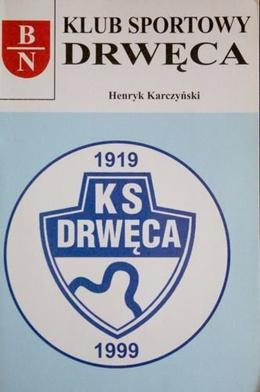 B
N
KLUB SPORTOWY
DRWĘCA
Henryk Karczyński
1919
KS
DRWĘCA
1999